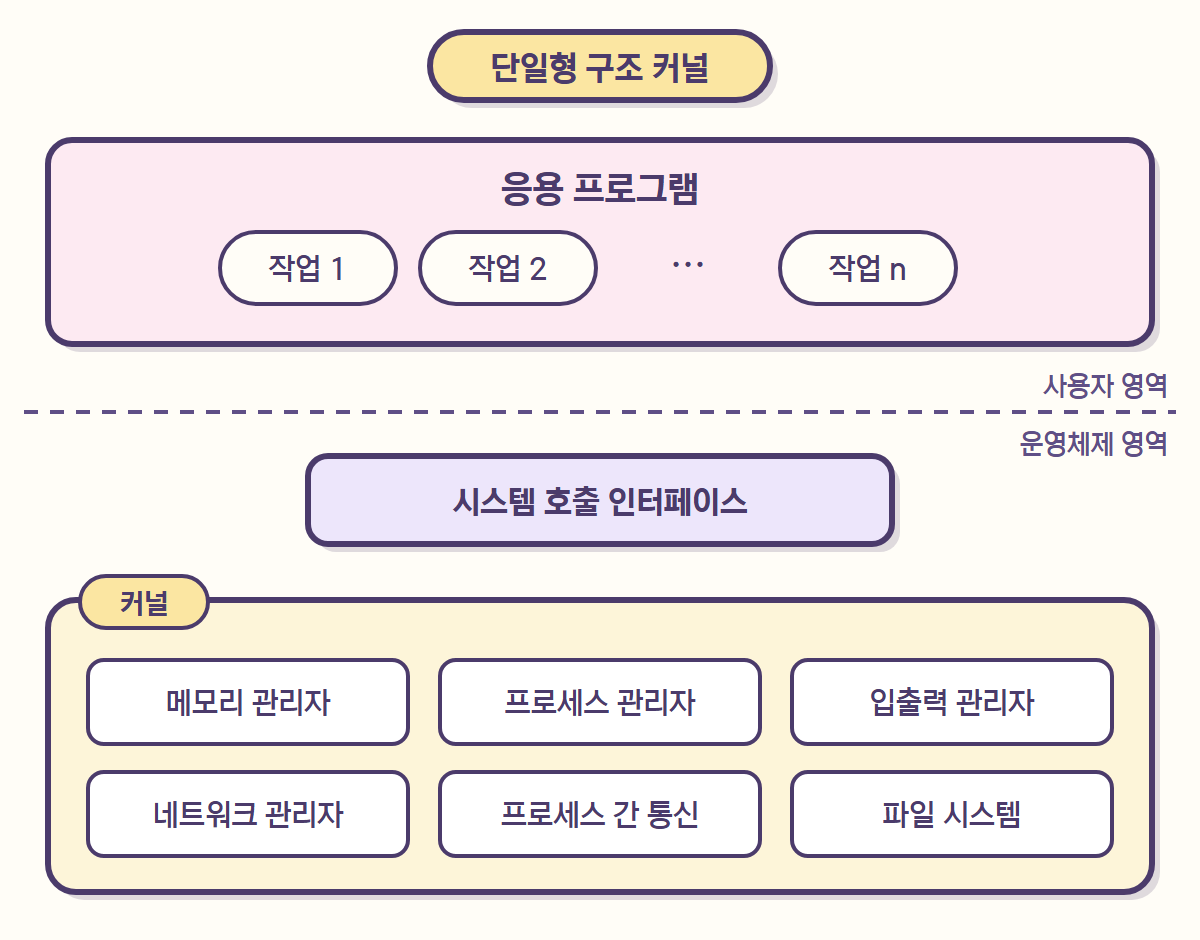 단일형 구조 커널
응용 프로그램
작업 1
작업 2
...
작업 n
사용자 영역
운영체제 영역
시스템 호출 인터페이스
커널
메모리 관리자
프로세스 관리자
입출력 관리자
네트워크 관리자
프로세스 간 통신
파일 시스템